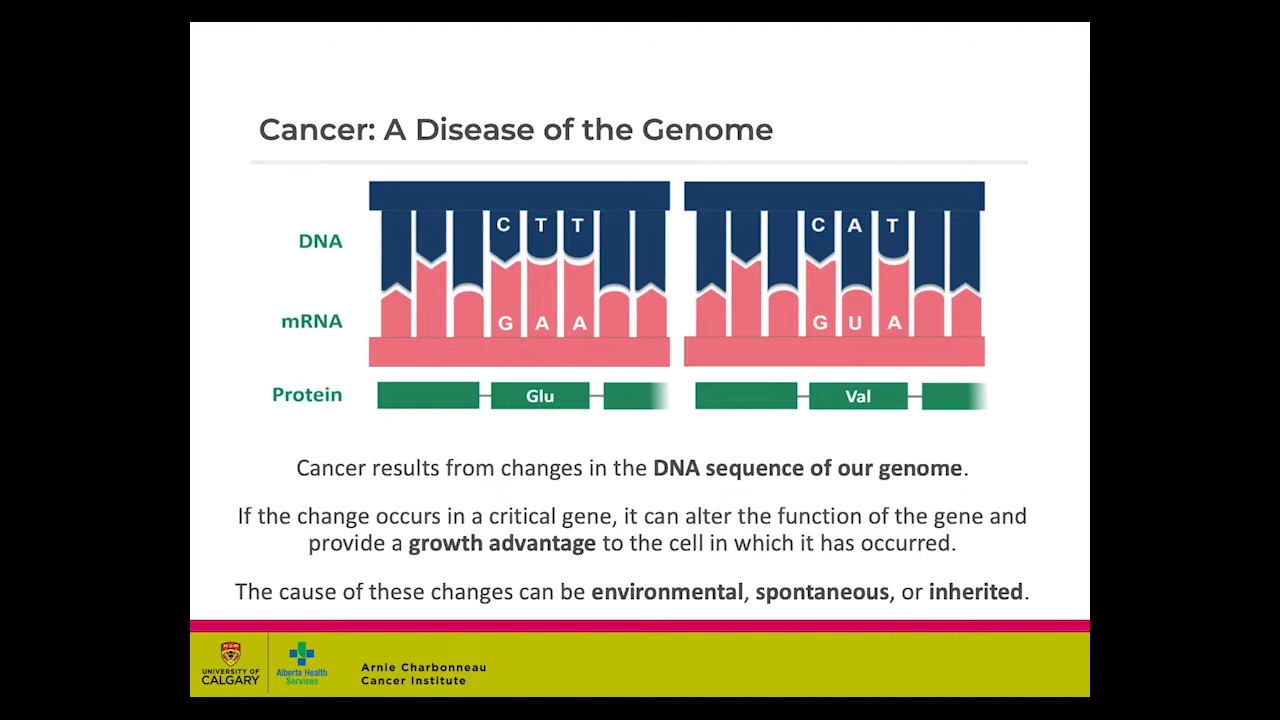 Cancer: A Disease of the Genome
DNA
C T T
C A T
mRNA
G A A
G U A
Protein
Glu
Val
Cancer results from changes in the DNA sequence of our genome.
If the change occurs in a critical gene, it can alter the function of the gene and
provide a growth advantage to the cell in which it has occurred.
The cause of these changes can be environmental, spontaneous, or inherited.
UNIVERSITY OF
CALGARY
Alberta Health
Services
Arnie Charbonneau
Cancer Institute